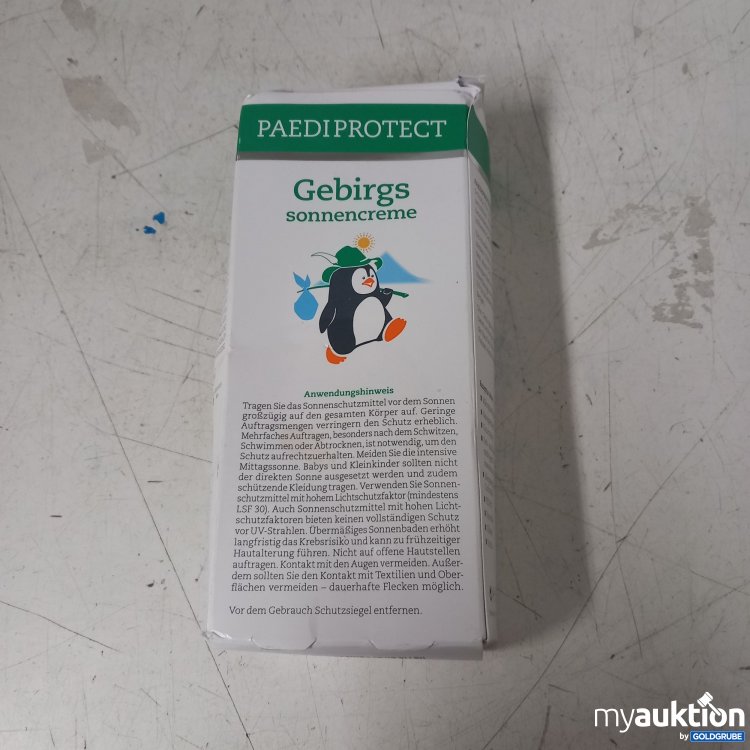 PAEDIPROTECT
Gebirgs
sonnencreme
Anwendungshinweis
Tragen Sie das Sonnenschutzmittel vor dem Sonnen
großzügig auf den gesamten Körper auf. Geringe
Auftragsmengen verringern den Schutz erheblich.
Mehrfaches Auftragen, besonders nach dem Schwitzen,
Schwimmen oder Abtrocknen, ist notwendig, um den
Schutz aufrechtzuerhalten. Meiden Sie die intensive
Mittagssonne. Babys und Kleinkinder sollten nicht
der direkten Sonne ausgesetzt werden und zudem
schützende Kleidung tragen. Verwenden Sie Sonnen-
schutzmittel mit hohem Lichtschutzfaktor (mindestens
LSF 30). Auch Sonnenschutzmittel mit hohen Licht-
schutzfaktoren bieten keinen vollständigen Schutz
vor UV-Strahlen. Übermäßiges Sonnenbaden erhöht
langfristig das Krebsrisiko und kann zu frühzeitiger
Hautalterung führen. Nicht auf offene Hautstellen
auftragen. Kontakt mit den Augen vermeiden. Außer-
dem sollten Sie den Kontakt mit Textilien und Ober-
flächen vermeiden – dauerhafte Flecken möglich.
Vor dem Gebrauch Schutzsiegel entfernen.
myauktion
by GOLDGRUBE